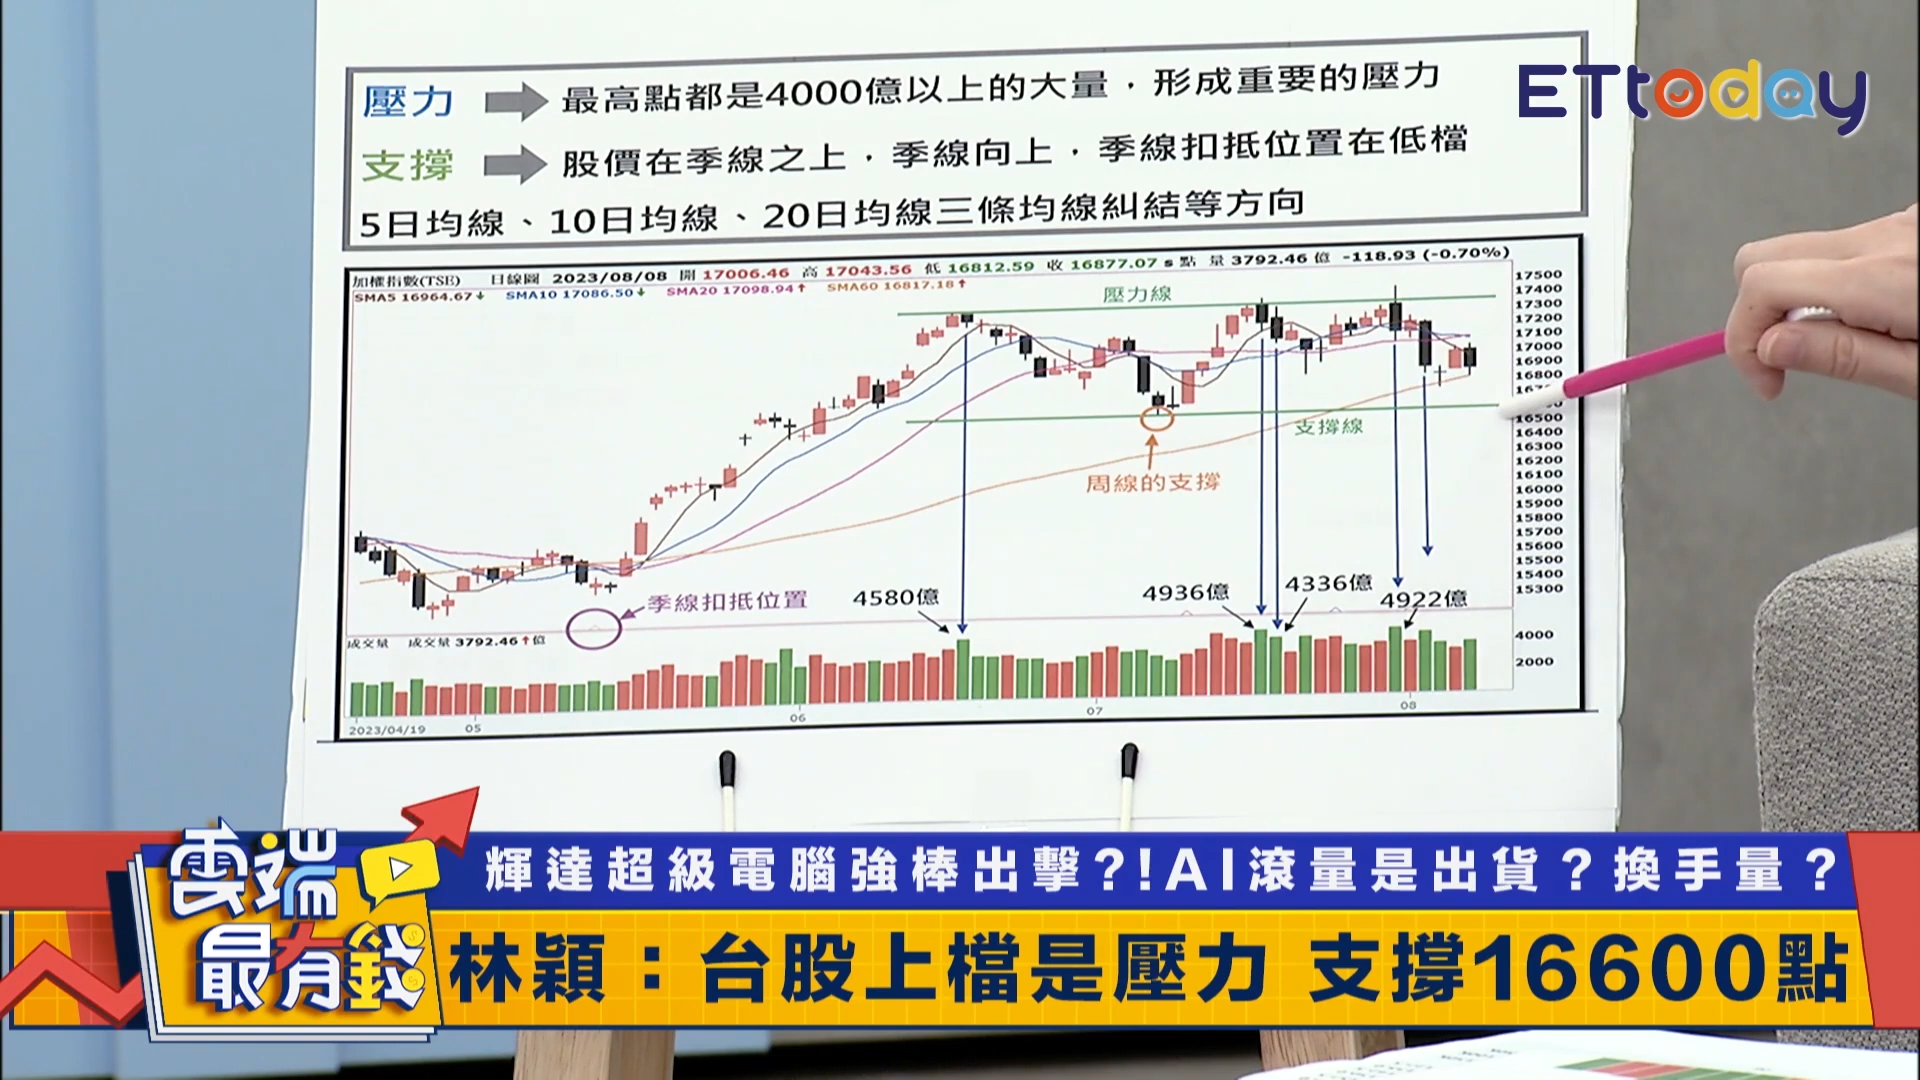 壓力 最高點都是4000億以上的大量，形成重要的壓力
支撐 股價在季線之上，季線向上，季線扣抵位置在低檔
5日均線、10日均線、20日均線三條均線糾結等方向
ETtoday
加權指數(TSE) 日線圖 2023/08/08 開 17006.46 高 17043.56 低 16812.59 收 16877.07 s 點 量 3792.46 億 -118.93 (-0.70%)
SMA5 16964.67↓ SMA10 17086.50↓ SMA20 17098.94↑ SMA60 16817.18↑
壓力線
支撐線
周線的支撐
季線扣抵位置
4580億
4936億
4336億
4922億
17500
17400
17300
17200
17100
17000
16900
16800
16500
16400
16300
16200
16100
16000
15900
15800
15700
15600
15500
15400
15300
成交量 成交量 3792.46↑億
4000
2000
2023/04/19 05 06 07 08
雲端最有錢
輝達超級電腦強棒出擊?!AI滾量是出貨？換手量？
林穎：台股上檔是壓力 支撐16600點